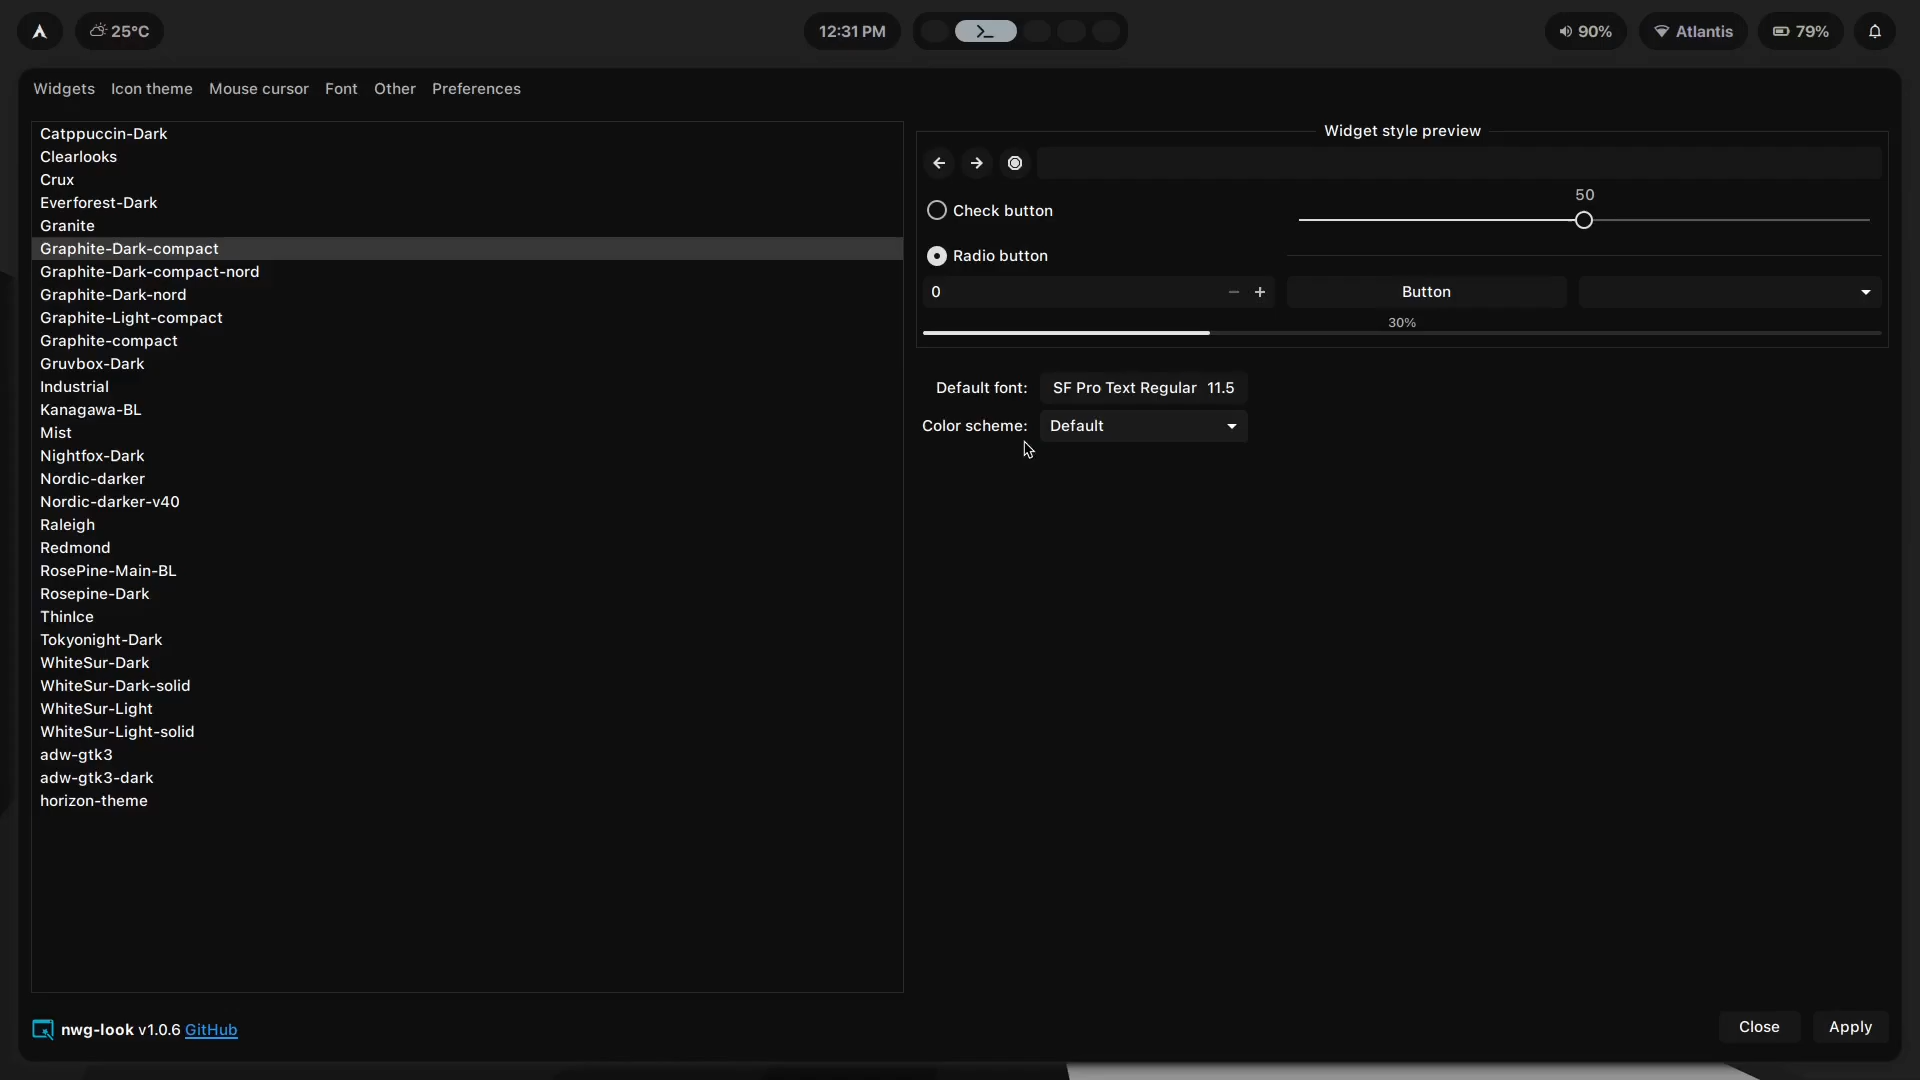 25°C 12:31 PM 90% Atlantis 79%
Widgets Icon theme Mouse cursor Font Other Preferences
Catppuccin-Dark
Clearlooks
Crux
Everforest-Dark
Granite
Graphite-Dark-compact
Graphite-Dark-compact-nord
Graphite-Dark-nord
Graphite-Light-compact
Graphite-compact
Gruvbox-Dark
Industrial
Kanagawa-BL
Mist
Nightfox-Dark
Nordic-darker
Nordic-darker-v40
Raleigh
Redmond
RosePine-Main-BL
Rosepine-Dark
ThinIce
Tokyonight-Dark
WhiteSur-Dark
WhiteSur-Dark-solid
WhiteSur-Light
WhiteSur-Light-solid
adw-gtk3
adw-gtk3-dark
horizon-theme
Widget style preview
50
Check button
Radio button
0 − + Button
30%
Default font: SF Pro Text Regular 11.5
Color scheme: Default
nwg-look v1.0.6 GitHub
Close Apply